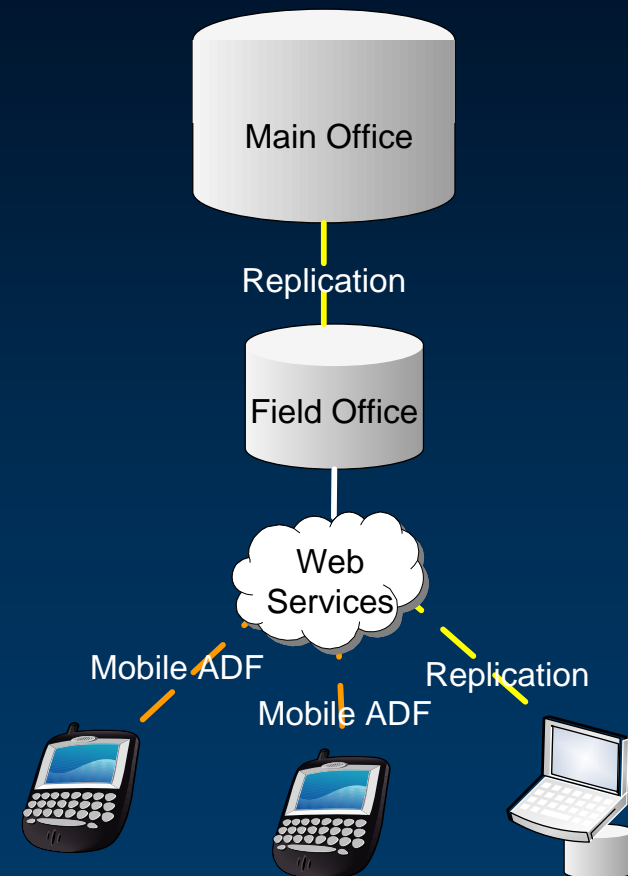 Main Office
Replication
Field Office
Web
Services
Mobile ADF
Replication
Mobile ADF